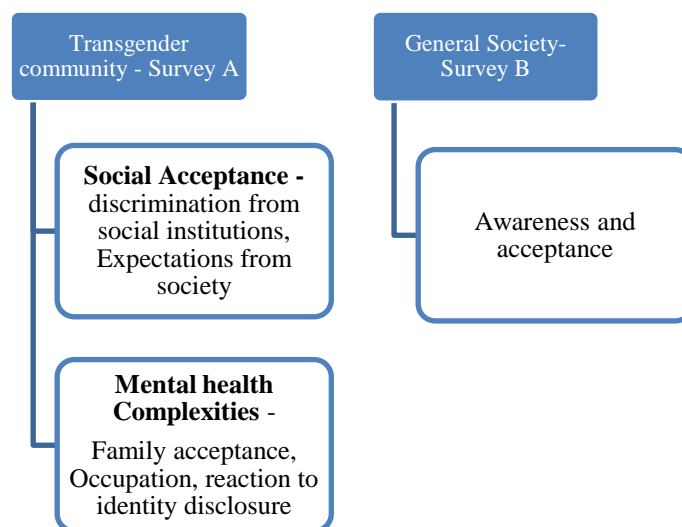 Transgender
community - Survey A
General Society-
Survey B
Social Acceptance -
discrimination from
social institutions,
Expectations from
society
Awareness and
acceptance
Mental health
Complexities -
Family acceptance,
Occupation, reaction to
identity disclosure